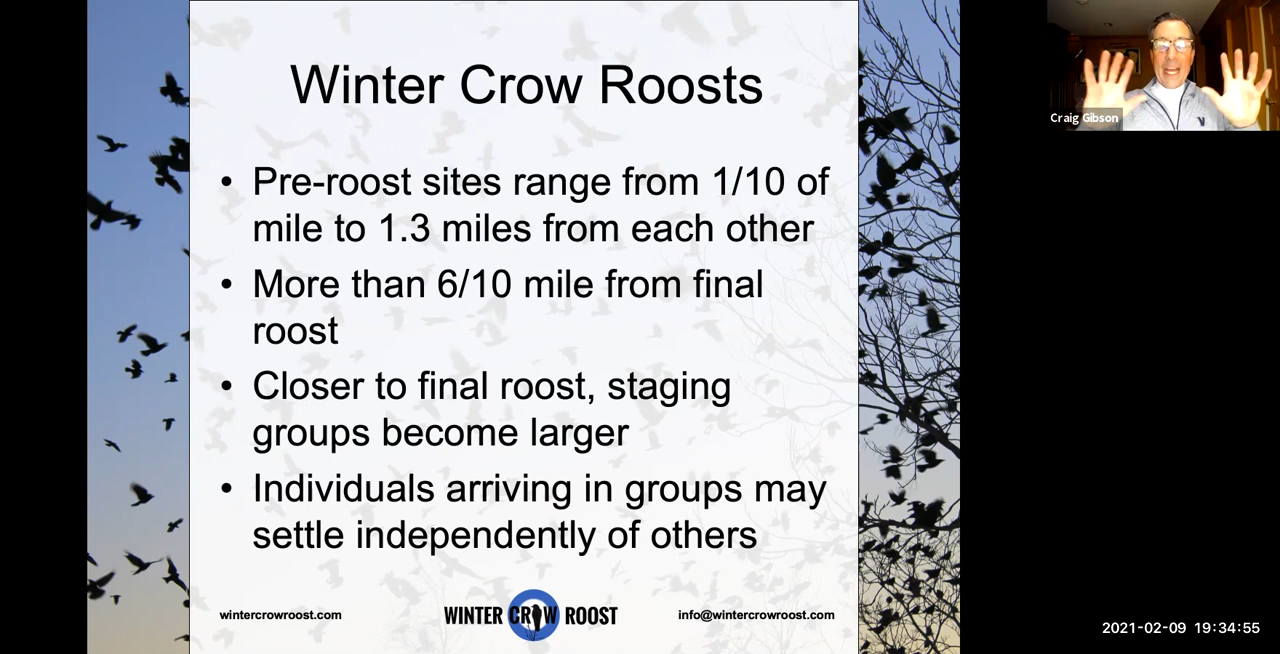 Winter Crow Roosts
• Pre-roost sites range from 1/10 of
mile to 1.3 miles from each other
• More than 6/10 mile from final
roost
• Closer to final roost, staging
groups become larger
• Individuals arriving in groups may
settle independently of others
wintercrowroost.com
WINTER CROW ROOST
info@wintercrowroost.com
Craig Gibson
2021-02-09 19:34:55